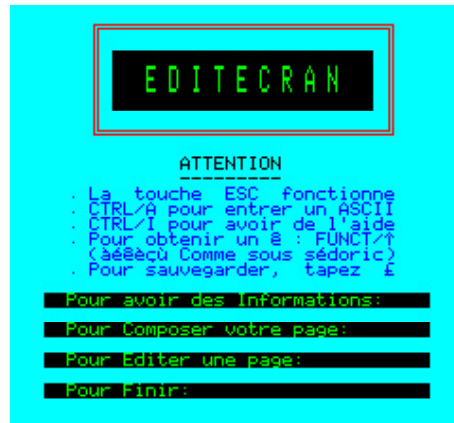 EDITECRAN
ATTENTION
---------
. La touche ESC fonctionne
. CTRL/A pour entrer un ASCII
. CTRL/I pour avoir de l'aide
. Pour obtenir un ê : FUNCT/↑
(àéêèçù Comme sous sédoric)
. Pour sauvegarder, tapez £
Pour avoir des Informations:
Pour Composer votre page:
Pour Editer une page:
Pour Finir: